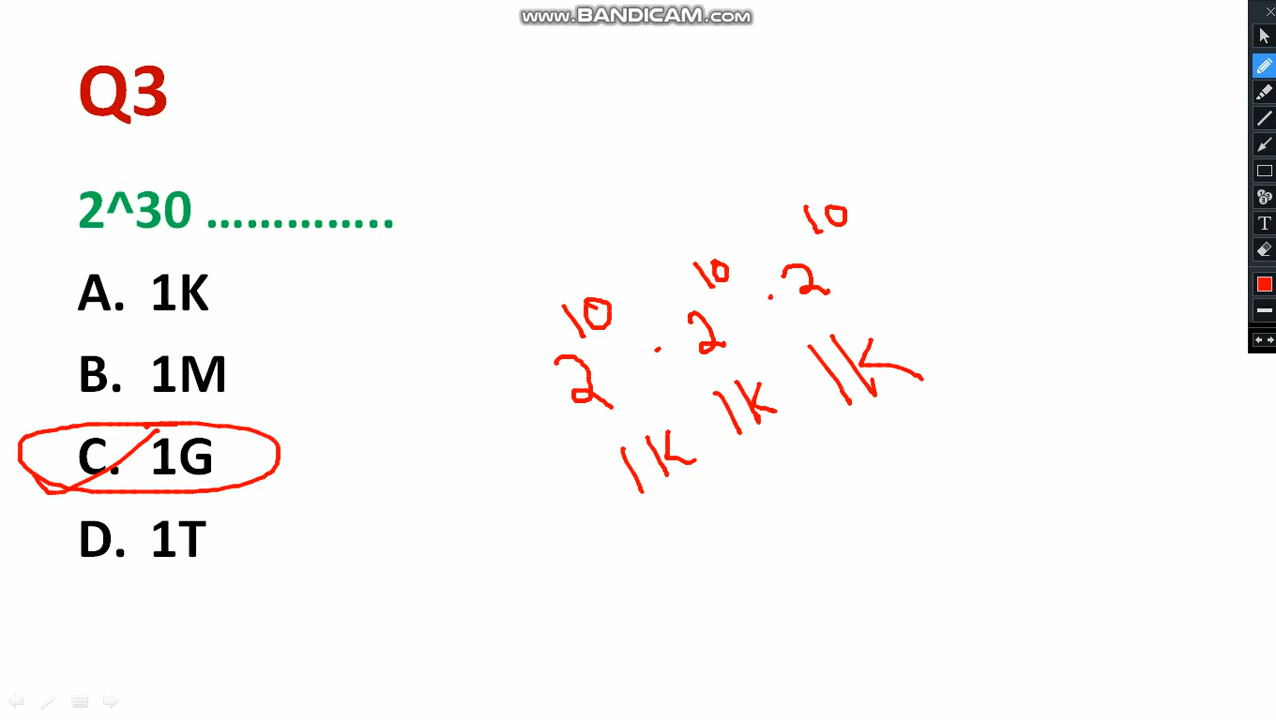 www.BANDICAM.com
Q3
2^30 ..............
A. 1K
B. 1M
C. 1G
D. 1T
2^10 . 2^10 . 2^10
1K 1K 1K